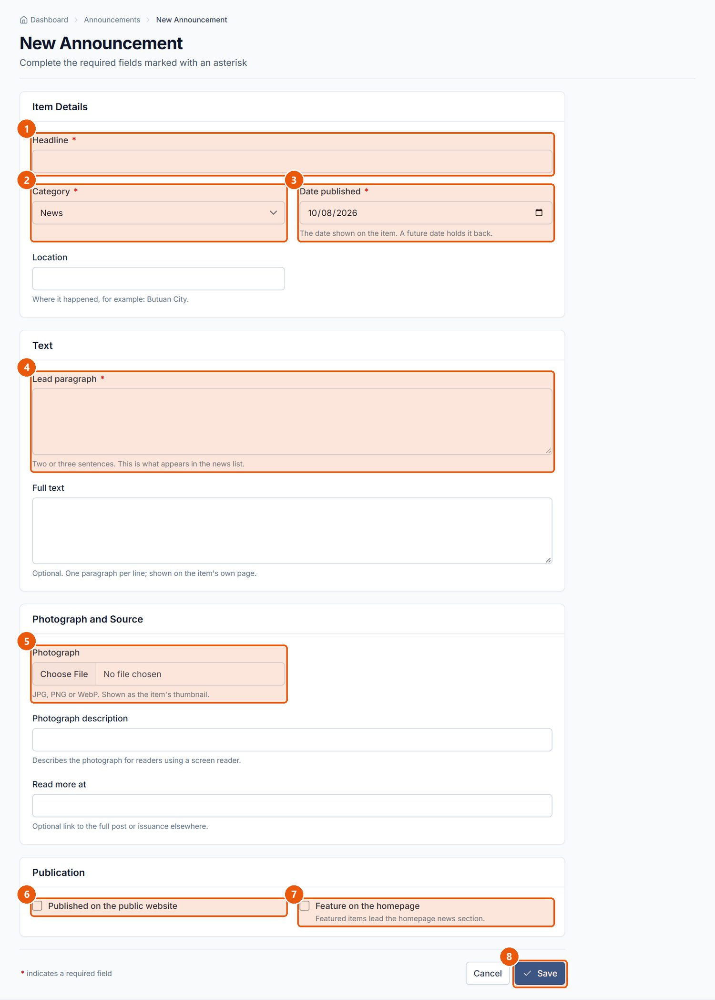 Dashboard > Announcements > New Announcement
New Announcement
Complete the required fields marked with an asterisk
Item Details
1
Headline *
2
Category *
News
3
Date published *
10/08/2026
The date shown on the item. A future date holds it back.
Location
Where it happened, for example: Butuan City.
Text
4
Lead paragraph *
Two or three sentences. This is what appears in the news list.
Full text
Optional. One paragraph per line; shown on the item's own page.
Photograph and Source
5
Photograph
Choose File No file chosen
JPG, PNG or WebP. Shown as the item's thumbnail.
Photograph description
Describes the photograph for readers using a screen reader.
Read more at
Optional link to the full post or issuance elsewhere.
Publication
6
Published on the public website
7
Feature on the homepage
Featured items lead the homepage news section.
* indicates a required field
Cancel
8
Save